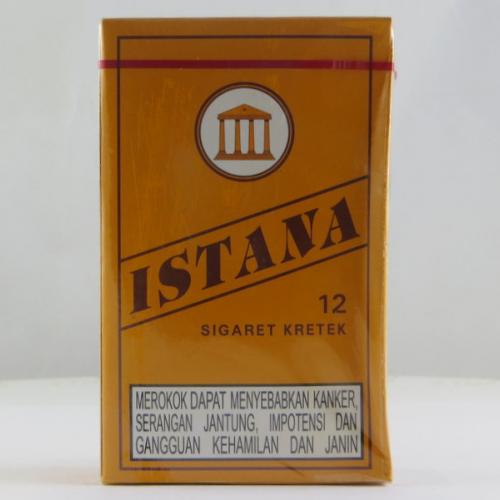 ISTANA
12
SIGARET KRETEK
MEROKOK DAPAT MENYEBABKAN KANKER,
SERANGAN JANTUNG, IMPOTENSI DAN
GANGGUAN KEHAMILAN DAN JANIN